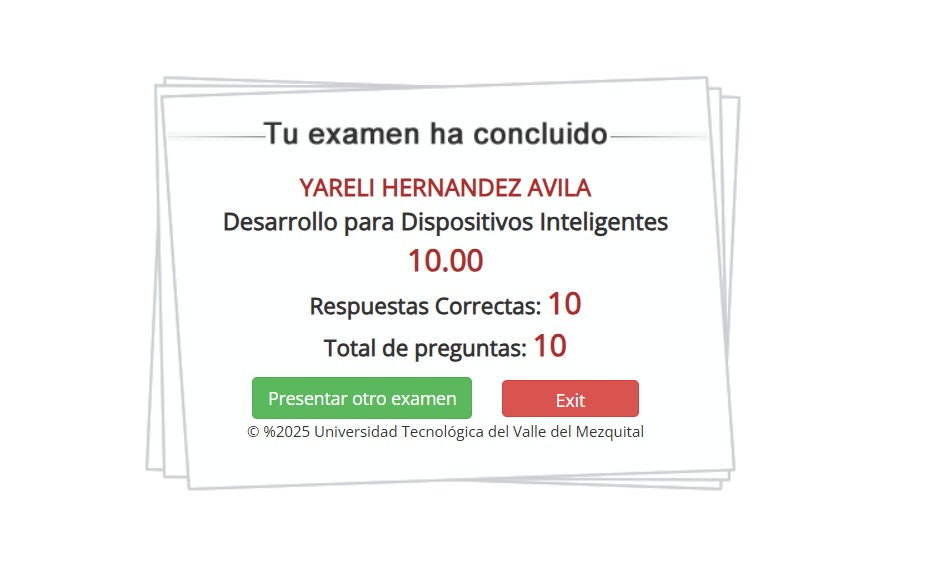 Tu examen ha concluido
YARELI HERNANDEZ AVILA
Desarrollo para Dispositivos Inteligentes
10.00
Respuestas Correctas: 10
Total de preguntas: 10
Presentar otro examen
Exit
© %2025 Universidad Tecnológica del Valle del Mezquital